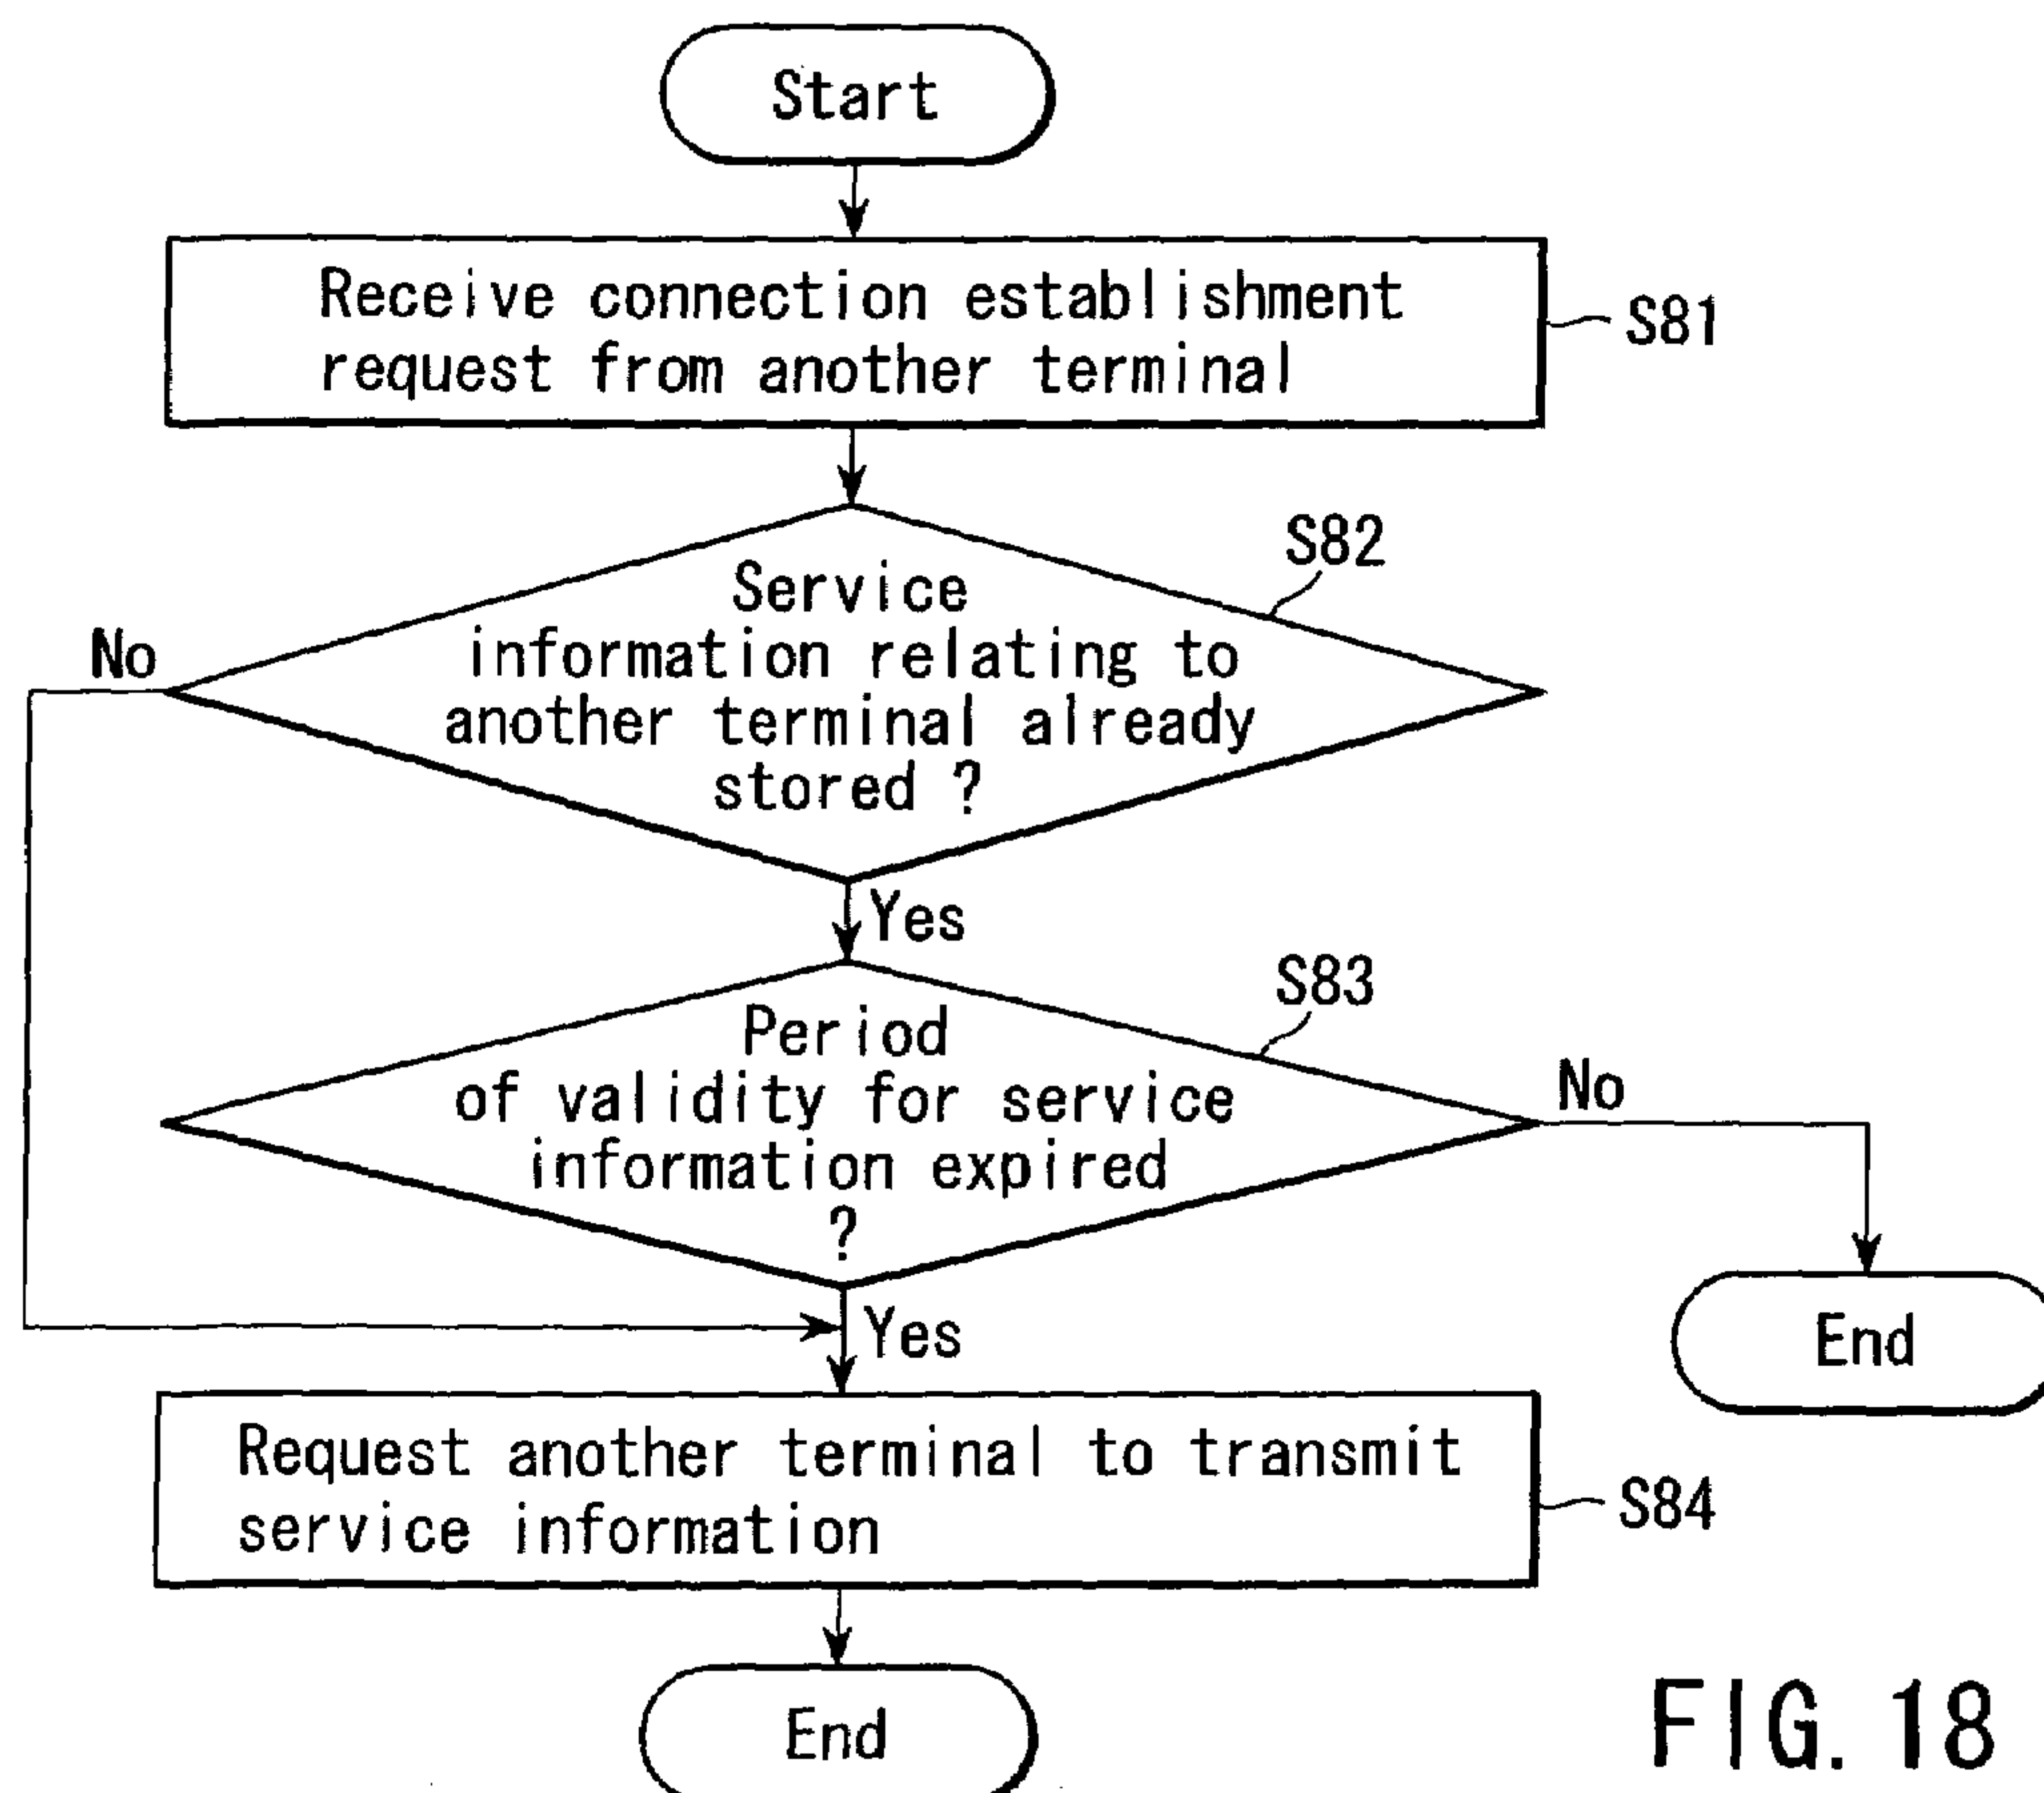 Start
Receive connection establishment
request from another terminal
S81
S82
Service
information relating to
another terminal already
stored ?
No
Yes
S83
Period
of validity for service
information expired
?
No
Yes
End
Request another terminal to transmit
service information
S84
End
FIG. 18